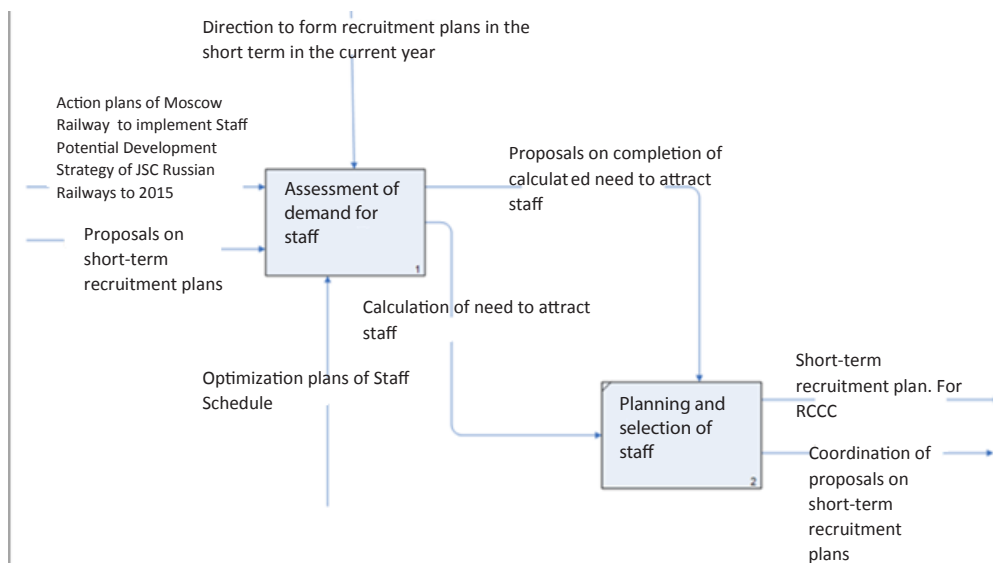 Direction to form recruitment plans in the
short term in the current year
Action plans of Moscow
Railway to implement Staff
Potential Development
Strategy of JSC Russian
Railways to 2015
Proposals on
short-term
recruitment plans
Assessment of
demand for
staff
1
Proposals on completion of
calculated need to attract
staff
Calculation of need to attract
staff
Optimization plans of Staff
Schedule
Planning and
selection of
staff
2
Short-term
recruitment plan. For
RCCC
Coordination of
proposals on
short-term
recruitment
plans